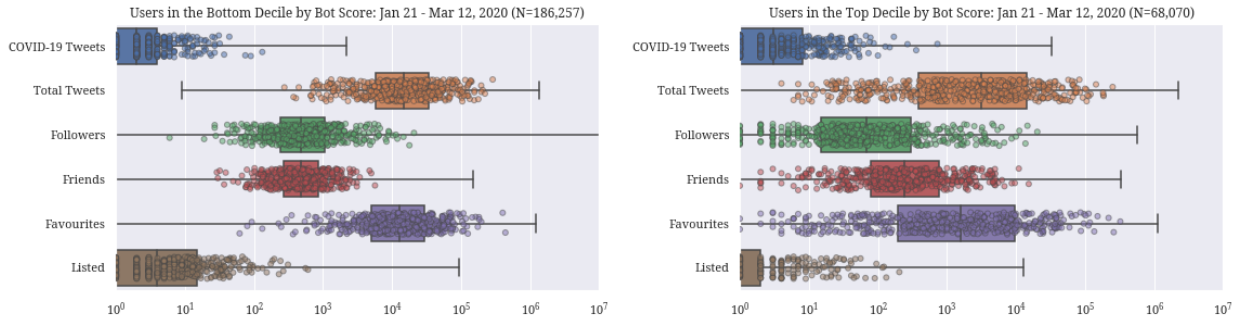 Users in the Bottom Decile by Bot Score: Jan 21 - Mar 12, 2020 (N=186,257)
COVID-19 Tweets
Total Tweets
Followers
Friends
Favourites
Listed
10⁰ 10¹ 10² 10³ 10⁴ 10⁵ 10⁶ 10⁷
Users in the Top Decile by Bot Score: Jan 21 - Mar 12, 2020 (N=68,070)
COVID-19 Tweets
Total Tweets
Followers
Friends
Favourites
Listed
10⁰ 10¹ 10² 10³ 10⁴ 10⁵ 10⁶ 10⁷